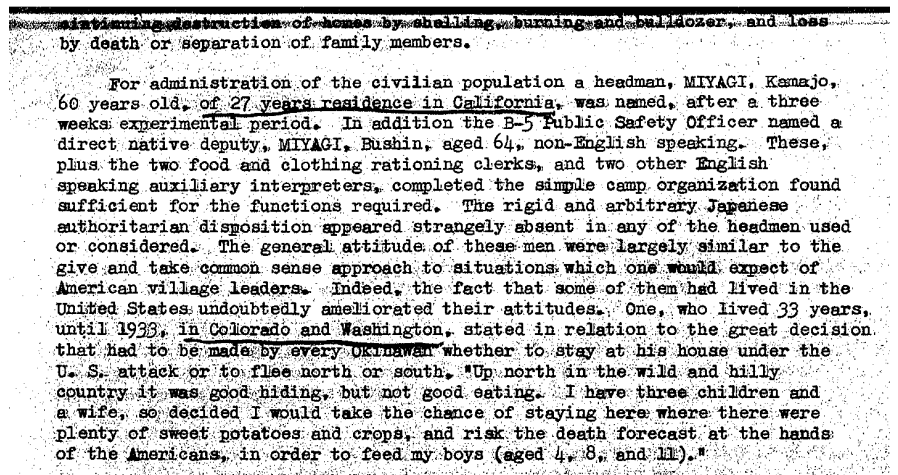 continuing destruction of homes by shelling, burning and bulldozer, and loss
by death or separation of family members.
For administration of the civilian population a headman, MIYAGI, Kamajo,
60 years old, of 27 years residence in California, was named, after a three
weeks experimental period. In addition the B-5 Public Safety Officer named a
direct native deputy, MIYAGI, Bushin, aged 64, non-English speaking. These,
plus the two food and clothing rationing clerks, and two other English
speaking auxiliary interpreters, completed the simple camp organization found
sufficient for the functions required. The rigid and arbitrary Japanese
authoritarian disposition appeared strangely absent in any of the headmen used
or considered. The general attitude of these men were largely similar to the
give and take common sense approach to situations which one would expect of
American village leaders. Indeed, the fact that some of them had lived in the
United States undoubtedly ameliorated their attitudes. One, who lived 33 years,
until 1933, in Colorado and Washington, stated in relation to the great decision
that had to be made by every Okinawan whether to stay at his house under the
U. S. attack or to flee north or south, "Up north in the wild and hilly
country it was good hiding, but not good eating. I have three children and
a wife, so decided I would take the chance of staying here where there were
plenty of sweet potatoes and crops, and risk the death forecast at the hands
of the Americans, in order to feed my boys (aged 4, 8, and 11)."